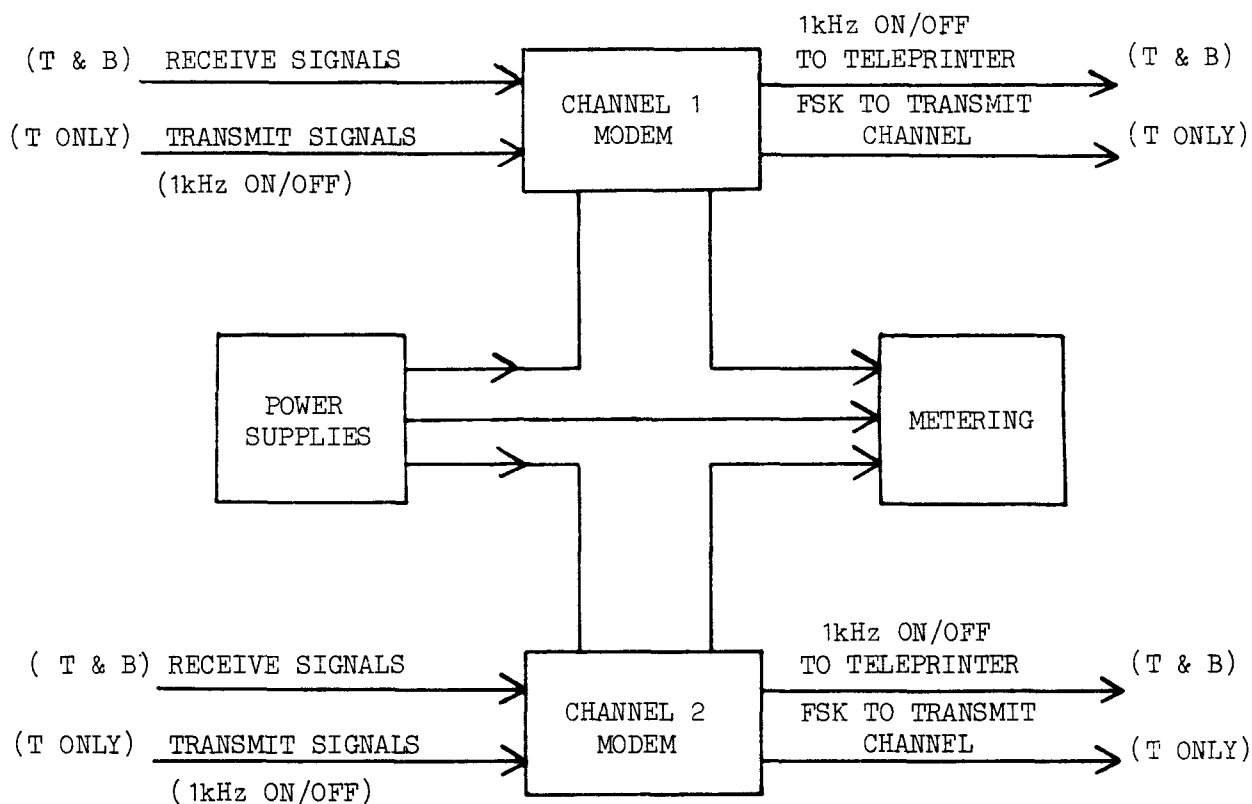 (T & B) RECEIVE SIGNALS
(T ONLY) TRANSMIT SIGNALS
(1kHz ON/OFF)
CHANNEL 1
MODEM
1kHz ON/OFF
TO TELEPRINTER
(T & B)
FSK TO TRANSMIT
CHANNEL
(T ONLY)
POWER
SUPPLIES
METERING
( T & B) RECEIVE SIGNALS
(T ONLY) TRANSMIT SIGNALS
(1kHz ON/OFF)
CHANNEL 2
MODEM
1kHz ON/OFF
TO TELEPRINTER
(T & B)
FSK TO TRANSMIT
CHANNEL
(T ONLY)